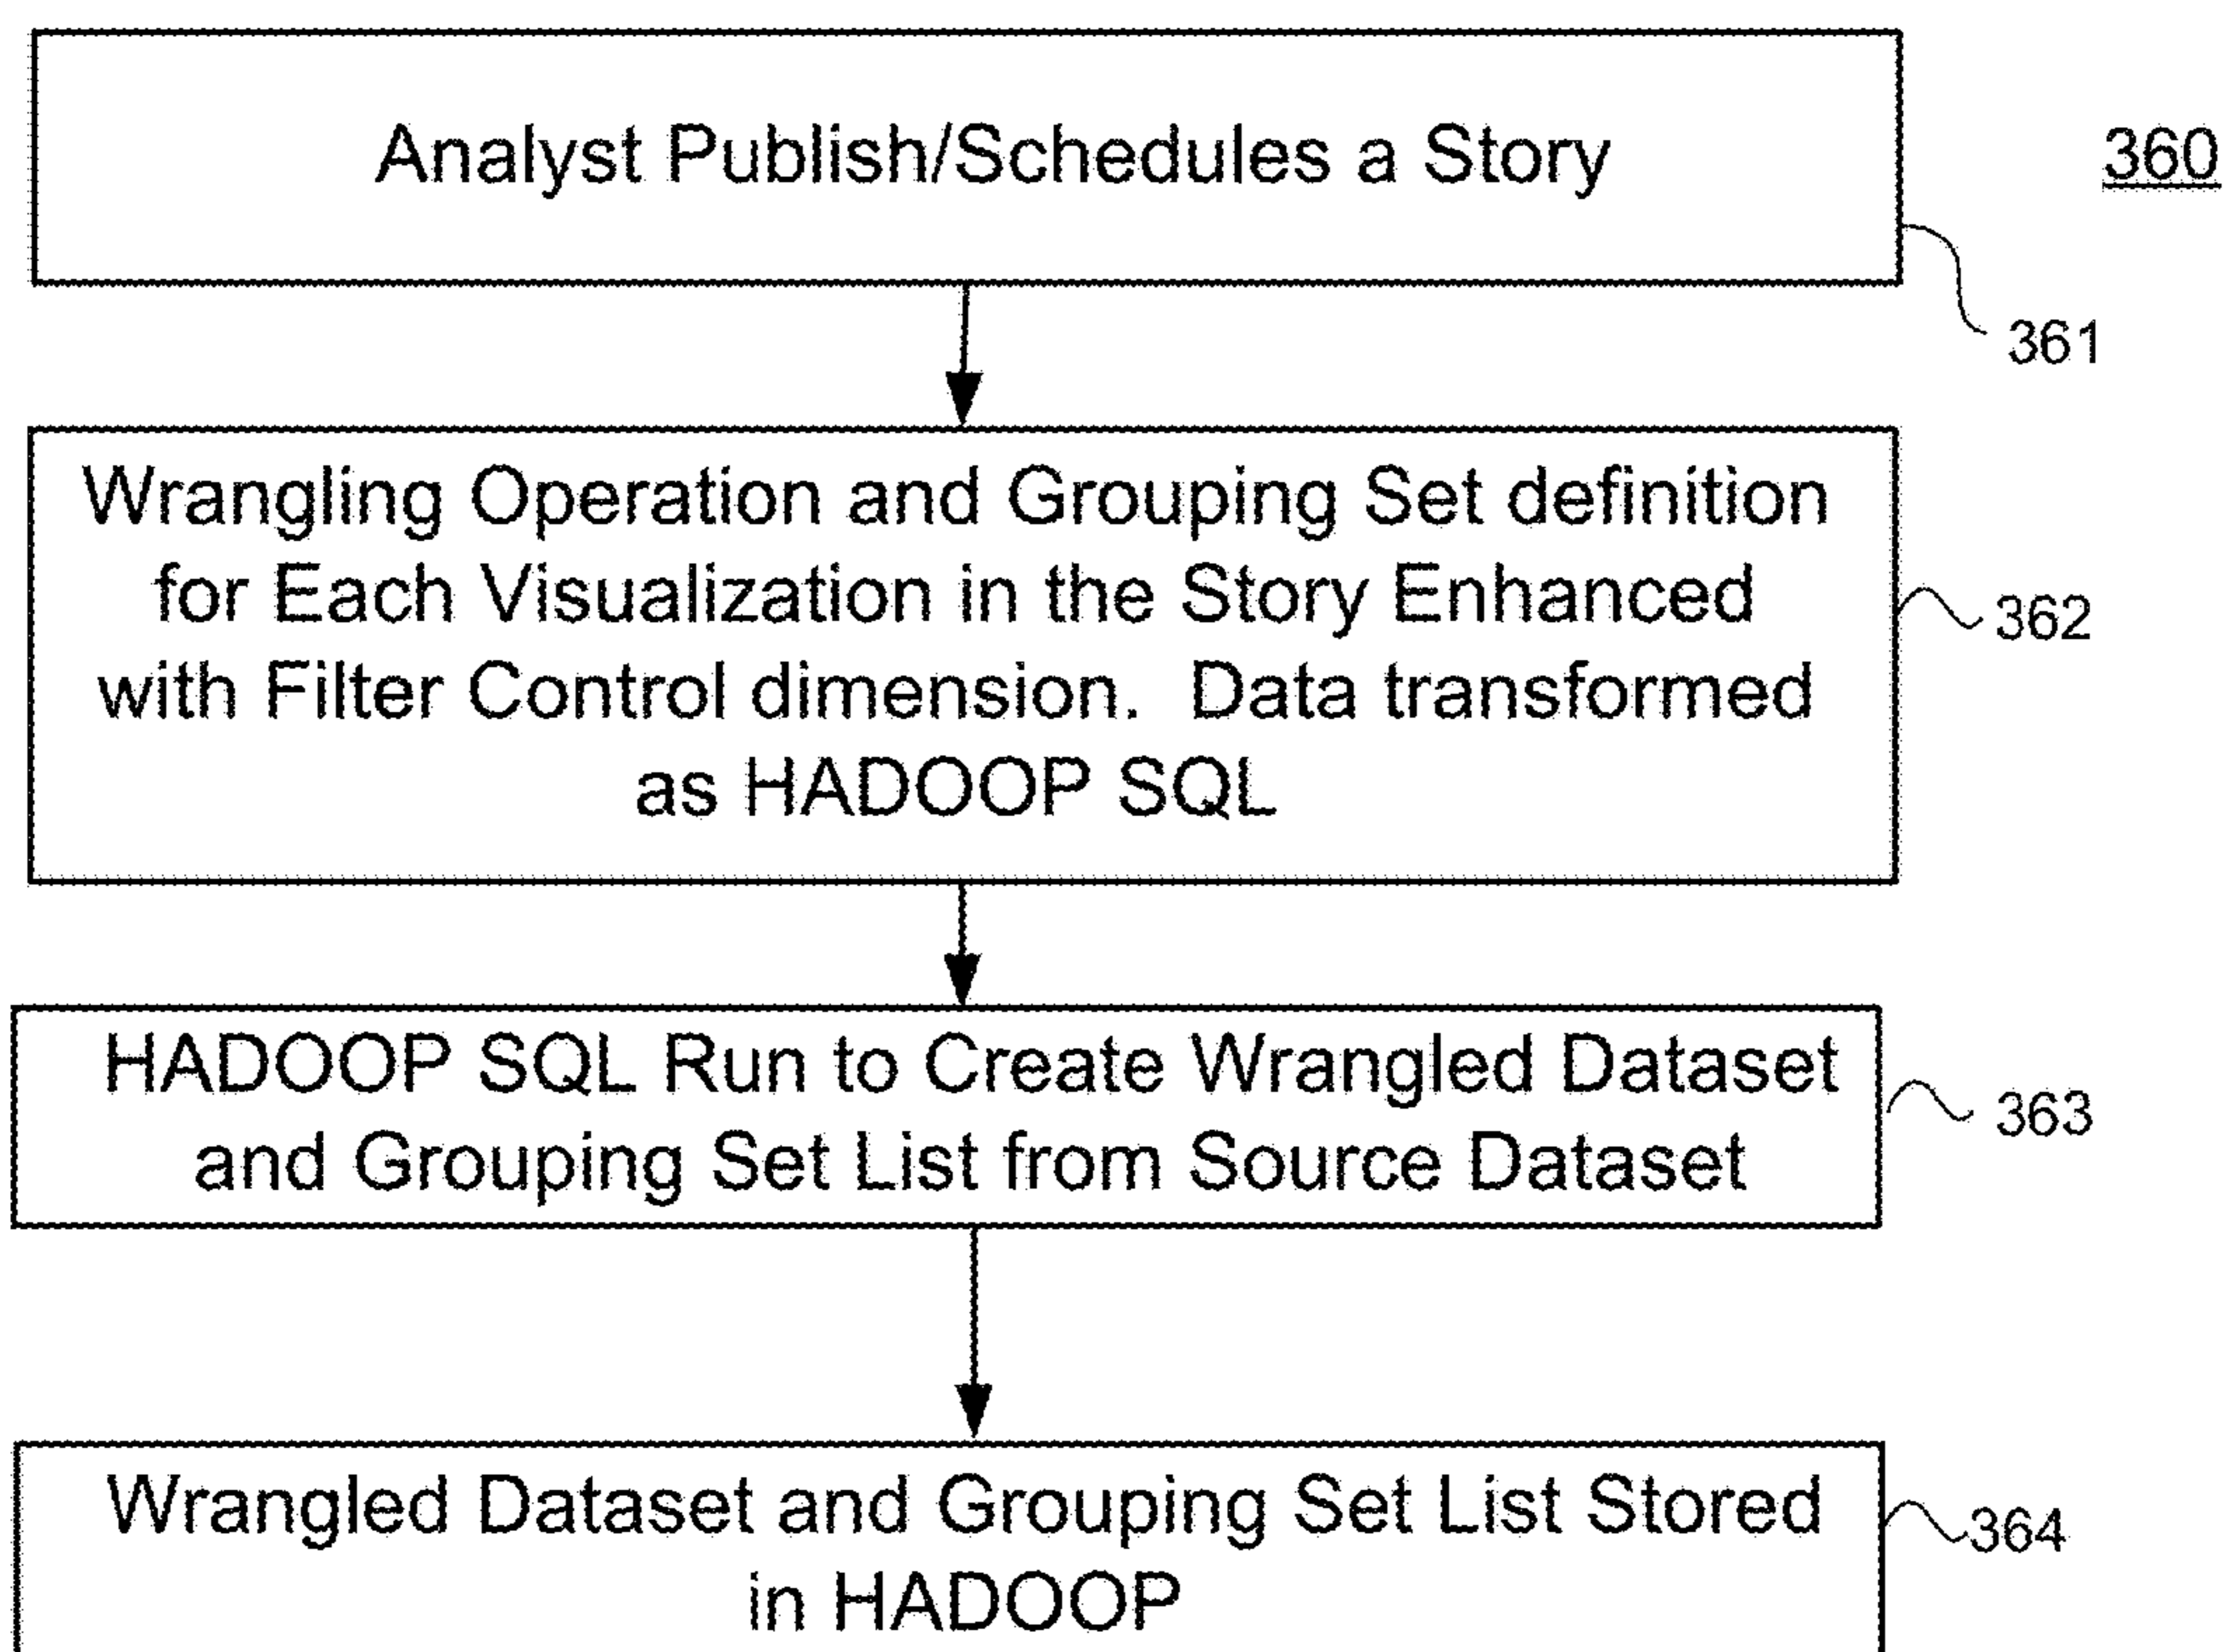 Analyst Publish/Schedules a Story
360
361
Wrangling Operation and Grouping Set definition
for Each Visualization in the Story Enhanced
with Filter Control dimension. Data transformed
as HADOOP SQL
362
HADOOP SQL Run to Create Wrangled Dataset
and Grouping Set List from Source Dataset
363
Wrangled Dataset and Grouping Set List Stored
in HADOOP
364